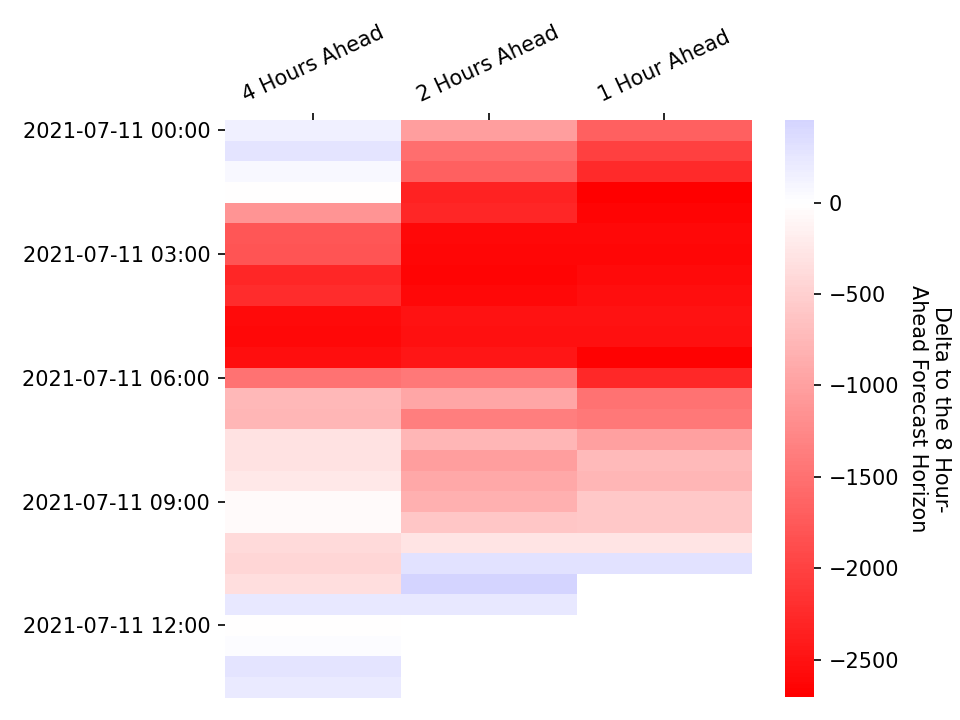 4 Hours Ahead
2 Hours Ahead
1 Hour Ahead
2021-07-11 00:00
2021-07-11 03:00
2021-07-11 06:00
2021-07-11 09:00
2021-07-11 12:00
0
−500
−1000
−1500
−2000
−2500
Delta to the 8 Hour-
Ahead Forecast Horizon